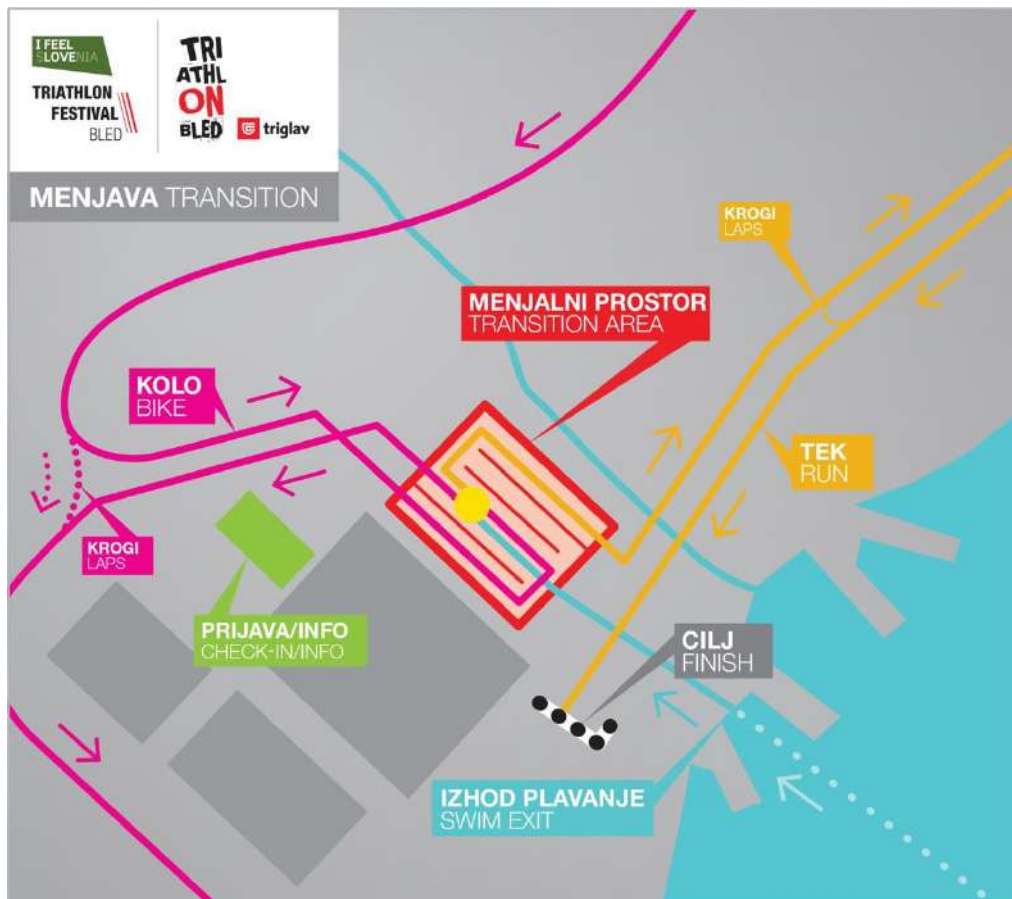 I FEEL
SLOVENIA
TRIATHLON
FESTIVAL
BLED
TRI
ATHL
ON
BLED
triglav
MENJAVA TRANSITION
KROGI
LAPS
MENJALNI PROSTOR
TRANSITION AREA
KOLO
BIKE
TEK
RUN
KROGI
LAPS
PRIJAVA/INFO
CHECK-IN/INFO
CILJ
FINISH
IZHOD PLAVANJE
SWIM EXIT